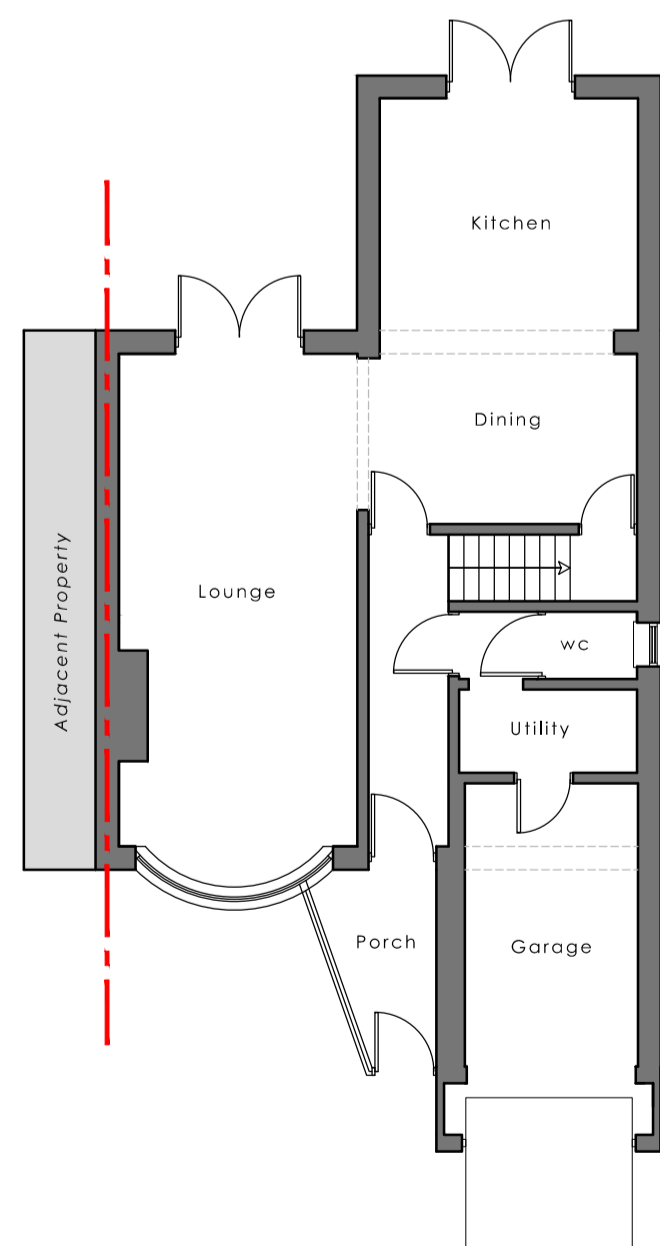 Kitchen
Dining
Lounge
Adjacent Property
wc
Utility
Porch
Garage